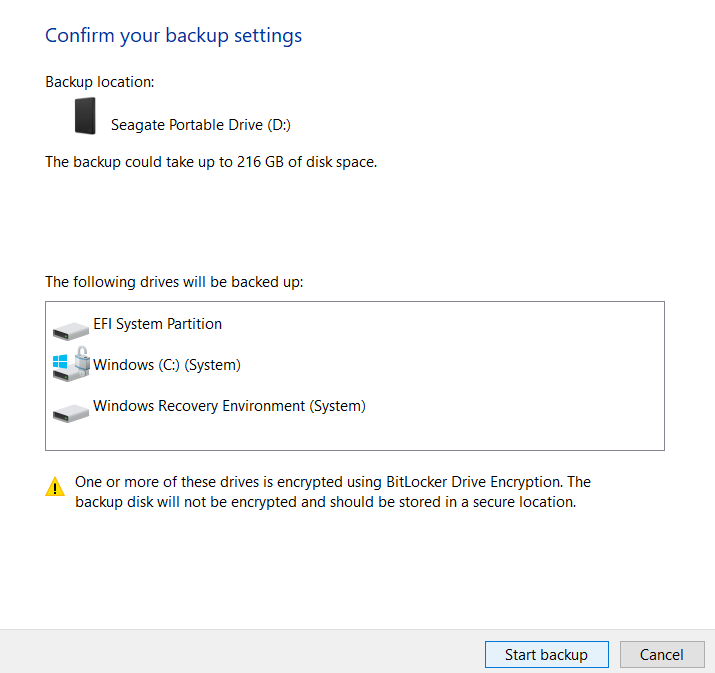 Confirm your backup settings
Backup location:
Seagate Portable Drive (D:)
The backup could take up to 216 GB of disk space.
The following drives will be backed up:
EFI System Partition
Windows (C:) (System)
Windows Recovery Environment (System)
One or more of these drives is encrypted using BitLocker Drive Encryption. The
backup disk will not be encrypted and should be stored in a secure location.
Start backup
Cancel